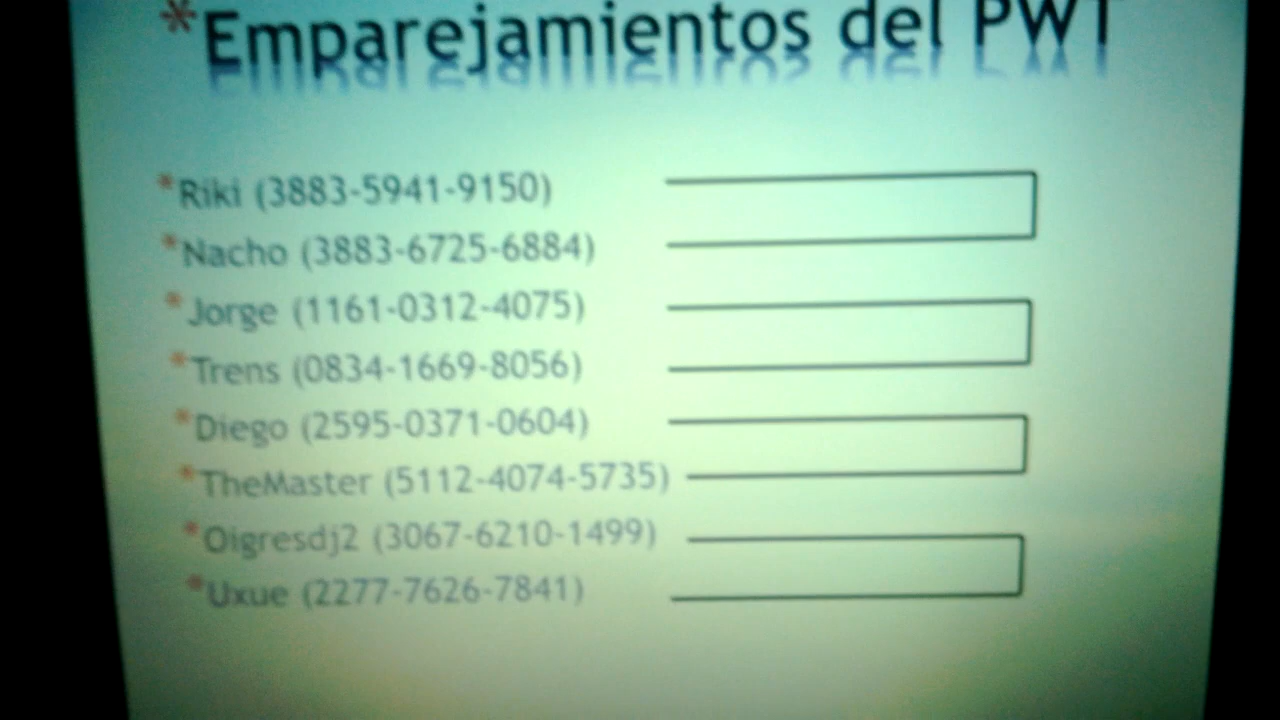 *Emparejamientos del PWT
*Riki (3883-5941-9150)
*Nacho (3883-6725-6884)
*Jorge (1161-0312-4075)
*Trens (0834-1669-8056)
*Diego (2595-0371-0604)
*TheMaster (5112-4074-5735)
*Oigresdj2 (3067-6210-1499)
*Uxue (2277-7626-7841)